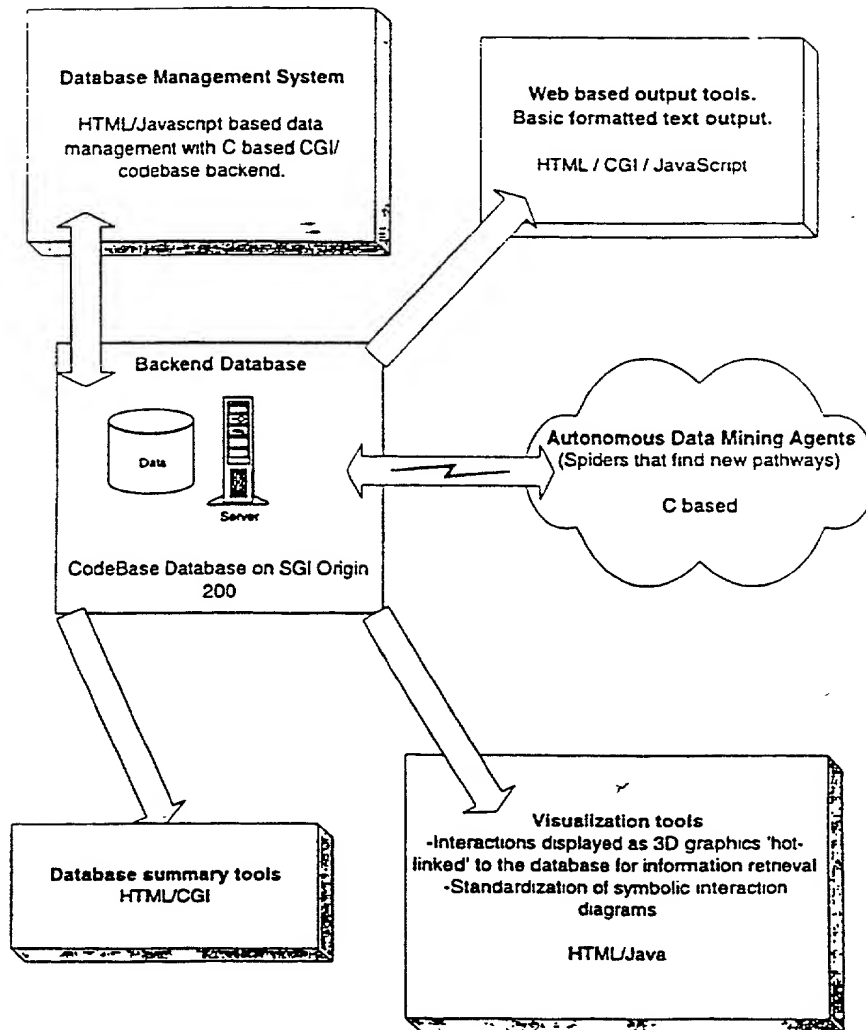 Database Management System
HTML/Javascript based data
management with C based CGI/
codebase backend.
Web based output tools.
Basic formatted text output.
HTML / CGI / JavaScript
Backend Database
Data
Server
CodeBase Database on SGI Origin
200
Autonomous Data Mining Agents
(Spiders that find new pathways)
C based
Database summary tools
HTML/CGI
Visualization tools
-Interactions displayed as 3D graphics 'hot-
linked' to the database for information retrieval
-Standardization of symbolic interaction
diagrams
HTML/Java